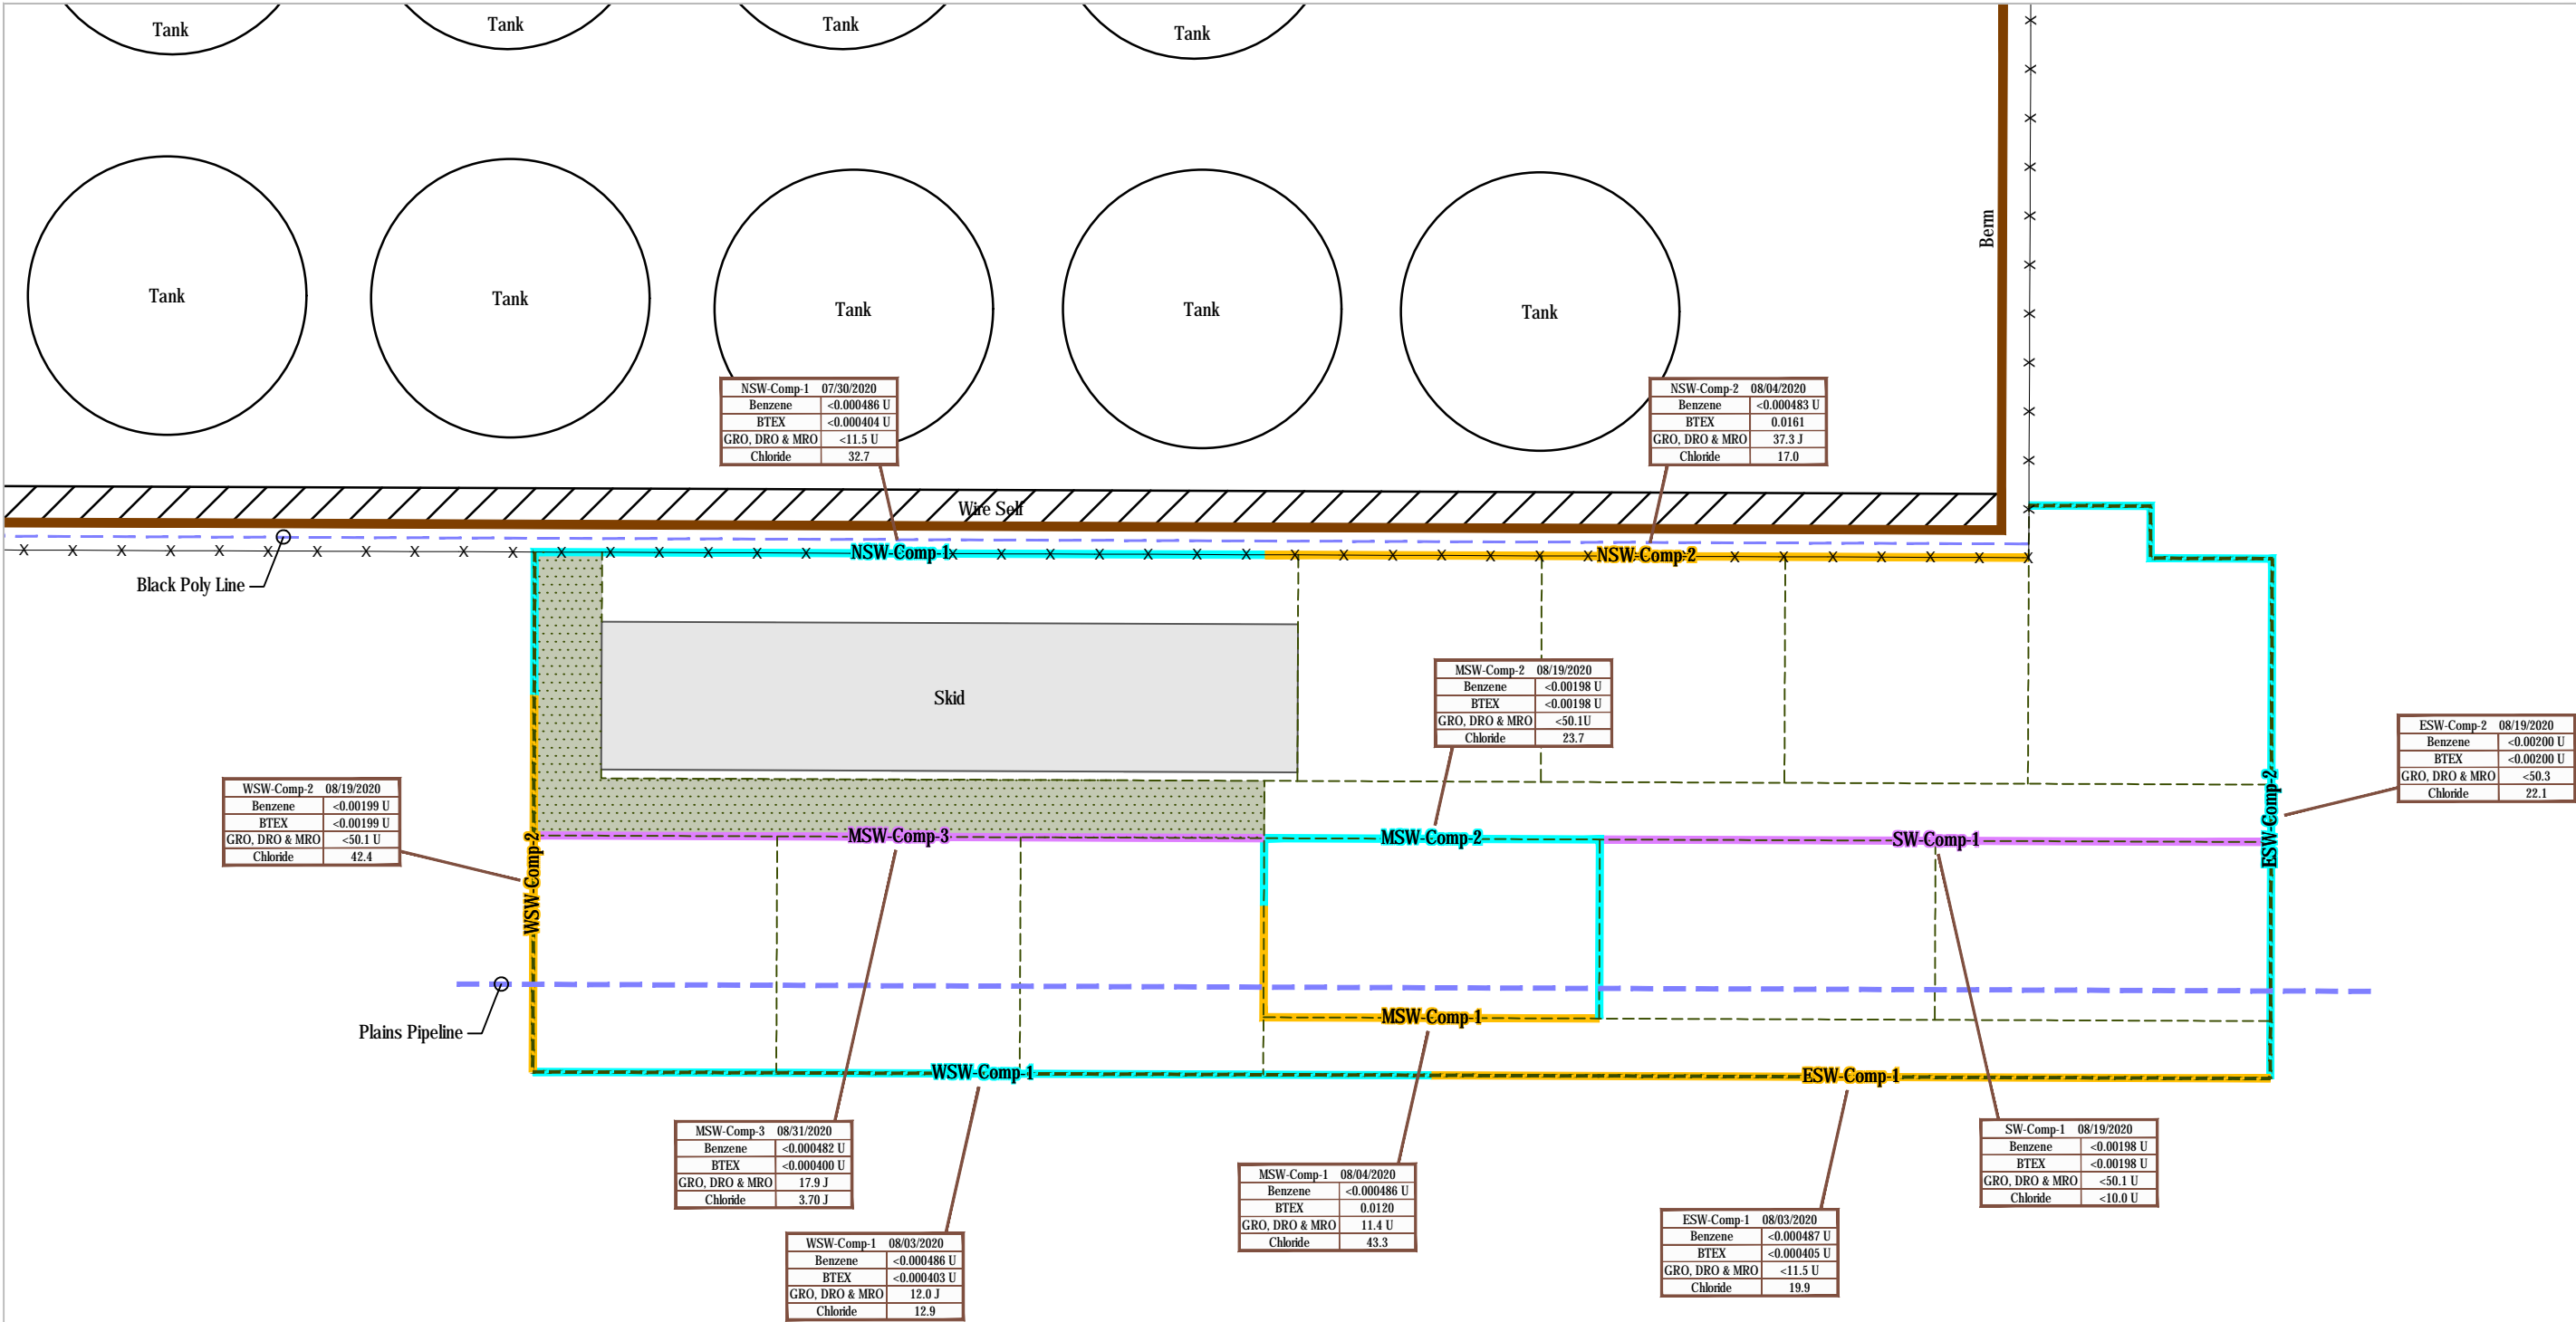 Tank Tank Tank Tank
Tank Tank Tank Tank Tank
Berm
NSW-Comp-1 07/30/2020
Benzene <0.000486 U
BTEX <0.000404 U
GRO, DRO & MRO <11.5 U
Chloride 32.7
NSW-Comp-2 08/04/2020
Benzene <0.000483 U
BTEX 0.0161
GRO, DRO & MRO 37.3 J
Chloride 17.0
Wire Self
NSW-Comp-1
NSW-Comp-2
Black Poly Line
Skid
MSW-Comp-2 08/19/2020
Benzene <0.00198 U
BTEX <0.00198 U
GRO, DRO & MRO <50.1U
Chloride 23.7
ESW-Comp-2 08/19/2020
Benzene <0.00200 U
BTEX <0.00200 U
GRO, DRO & MRO <50.3
Chloride 22.1
WSW-Comp-2 08/19/2020
Benzene <0.00199 U
BTEX <0.00199 U
GRO, DRO & MRO <50.1 U
Chloride 42.4
WSW-Comp-2
MSW-Comp-3
MSW-Comp-2
SW-Comp-1
ESW-Comp-2
Plains Pipeline
MSW-Comp-1
WSW-Comp-1
ESW-Comp-1
MSW-Comp-3 08/31/2020
Benzene <0.000482 U
BTEX <0.000400 U
GRO, DRO & MRO 17.9 J
Chloride 3.70 J
SW-Comp-1 08/19/2020
Benzene <0.00198 U
BTEX <0.00198 U
GRO, DRO & MRO <50.1 U
Chloride <10.0 U
MSW-Comp-1 08/04/2020
Benzene <0.000486 U
BTEX 0.0120
GRO, DRO & MRO 11.4 U
Chloride 43.3
ESW-Comp-1 08/03/2020
Benzene <0.000487 U
BTEX <0.000405 U
GRO, DRO & MRO <11.5 U
Chloride 19.9
WSW-Comp-1 08/03/2020
Benzene <0.000486 U
BTEX <0.000403 U
GRO, DRO & MRO 12.0 J
Chloride 12.9